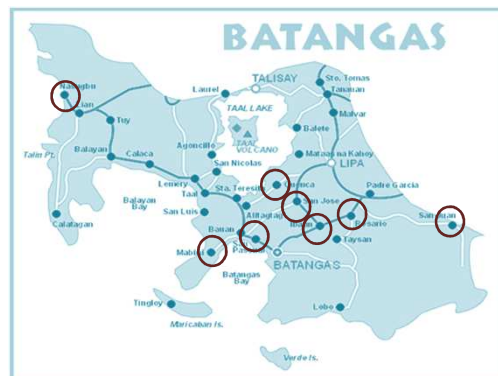 BATANGAS
Nasugbu
Lian
Tuy
Talin Pt.
Balayan
Calaca
Calatagan
Balayan
Bay
Laurel
TALISAY
TAAL LAKE
TAAL
VOLCANO
Agoncillo
San Nicolas
Lemery
Taal
Sta. Teresita
San Luis
Alitagtag
Bauan
San
Pascual
Mabini
Batangas
Bay
BATANGAS
Sto. Tomas
Tanauan
Malvar
Balete
Mataas na Kahoy
LIPA
Cuenca
San Jose
Ibaan
Padre Garcia
Rosario
Taysan
San Juan
Lobo
Tingloy
Maricaban Is.
Verde Is.